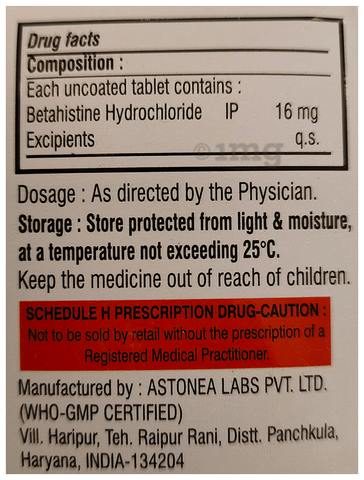 Drug facts
Composition :
Each uncoated tablet contains :
Betahistine Hydrochloride IP 16 mg
Excipients q.s.
1mg
Dosage : As directed by the Physician.
Storage : Store protected from light & moisture,
at a temperature not exceeding 25°C.
Keep the medicine out of reach of children.
SCHEDULE H PRESCRIPTION DRUG-CAUTION :
Not to be sold by retail without the prescription of a
Registered Medical Practitioner.
Manufactured by : ASTONEA LABS PVT. LTD.
(WHO-GMP CERTIFIED)
Vill. Haripur, Teh. Raipur Rani, Distt. Panchkula,
Haryana, INDIA-134204